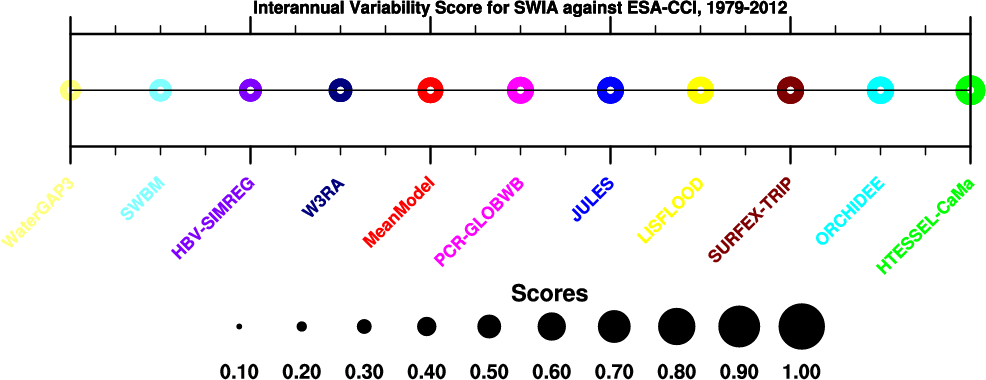 Interannual Variability Score for SWIA against ESA-CCI, 1979-2012
WaterGAP3 SWBM HBV-SIMREG W3RA MeanModel PCR-GLOBWB JULES LISFLOOD SURFEX-TRIP ORCHIDEE HTESSEL-CaMa
Scores
0.10 0.20 0.30 0.40 0.50 0.60 0.70 0.80 0.90 1.00